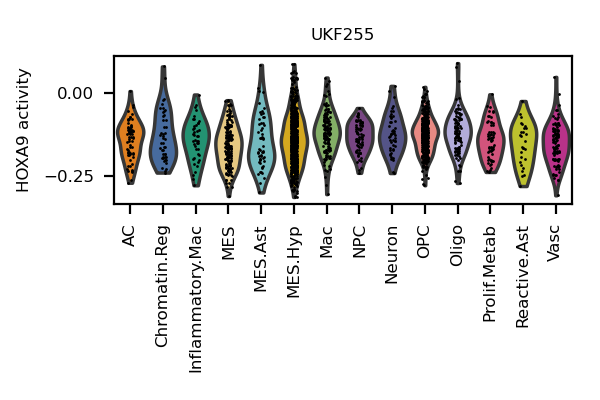 UKF255
HOXA9 activity
0.00
−0.25
AC
Chromatin.Reg
Inflammatory.Mac
MES
MES.Ast
MES.Hyp
Mac
NPC
Neuron
OPC
Oligo
Prolif.Metab
Reactive.Ast
Vasc